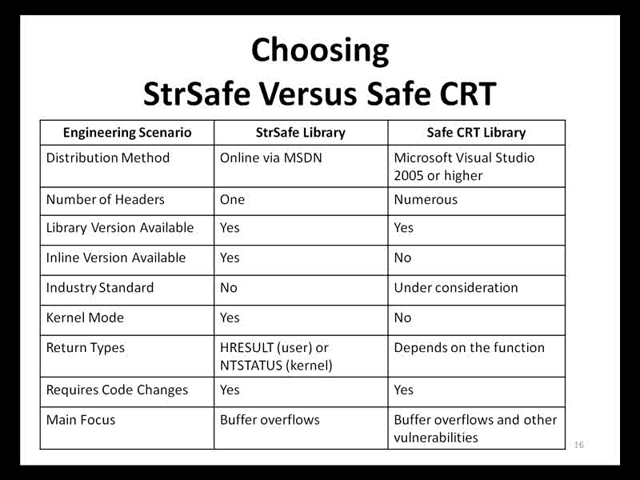 Choosing
StrSafe Versus Safe CRT
Engineering Scenario StrSafe Library Safe CRT Library
Distribution Method Online via MSDN Microsoft Visual Studio
2005 or higher
Number of Headers One Numerous
Library Version Available Yes Yes
Inline Version Available Yes No
Industry Standard No Under consideration
Kernel Mode Yes No
Return Types HRESULT (user) or Depends on the function
NTSTATUS (kernel)
Requires Code Changes Yes Yes
Main Focus Buffer overflows Buffer overflows and other
vulnerabilities
16